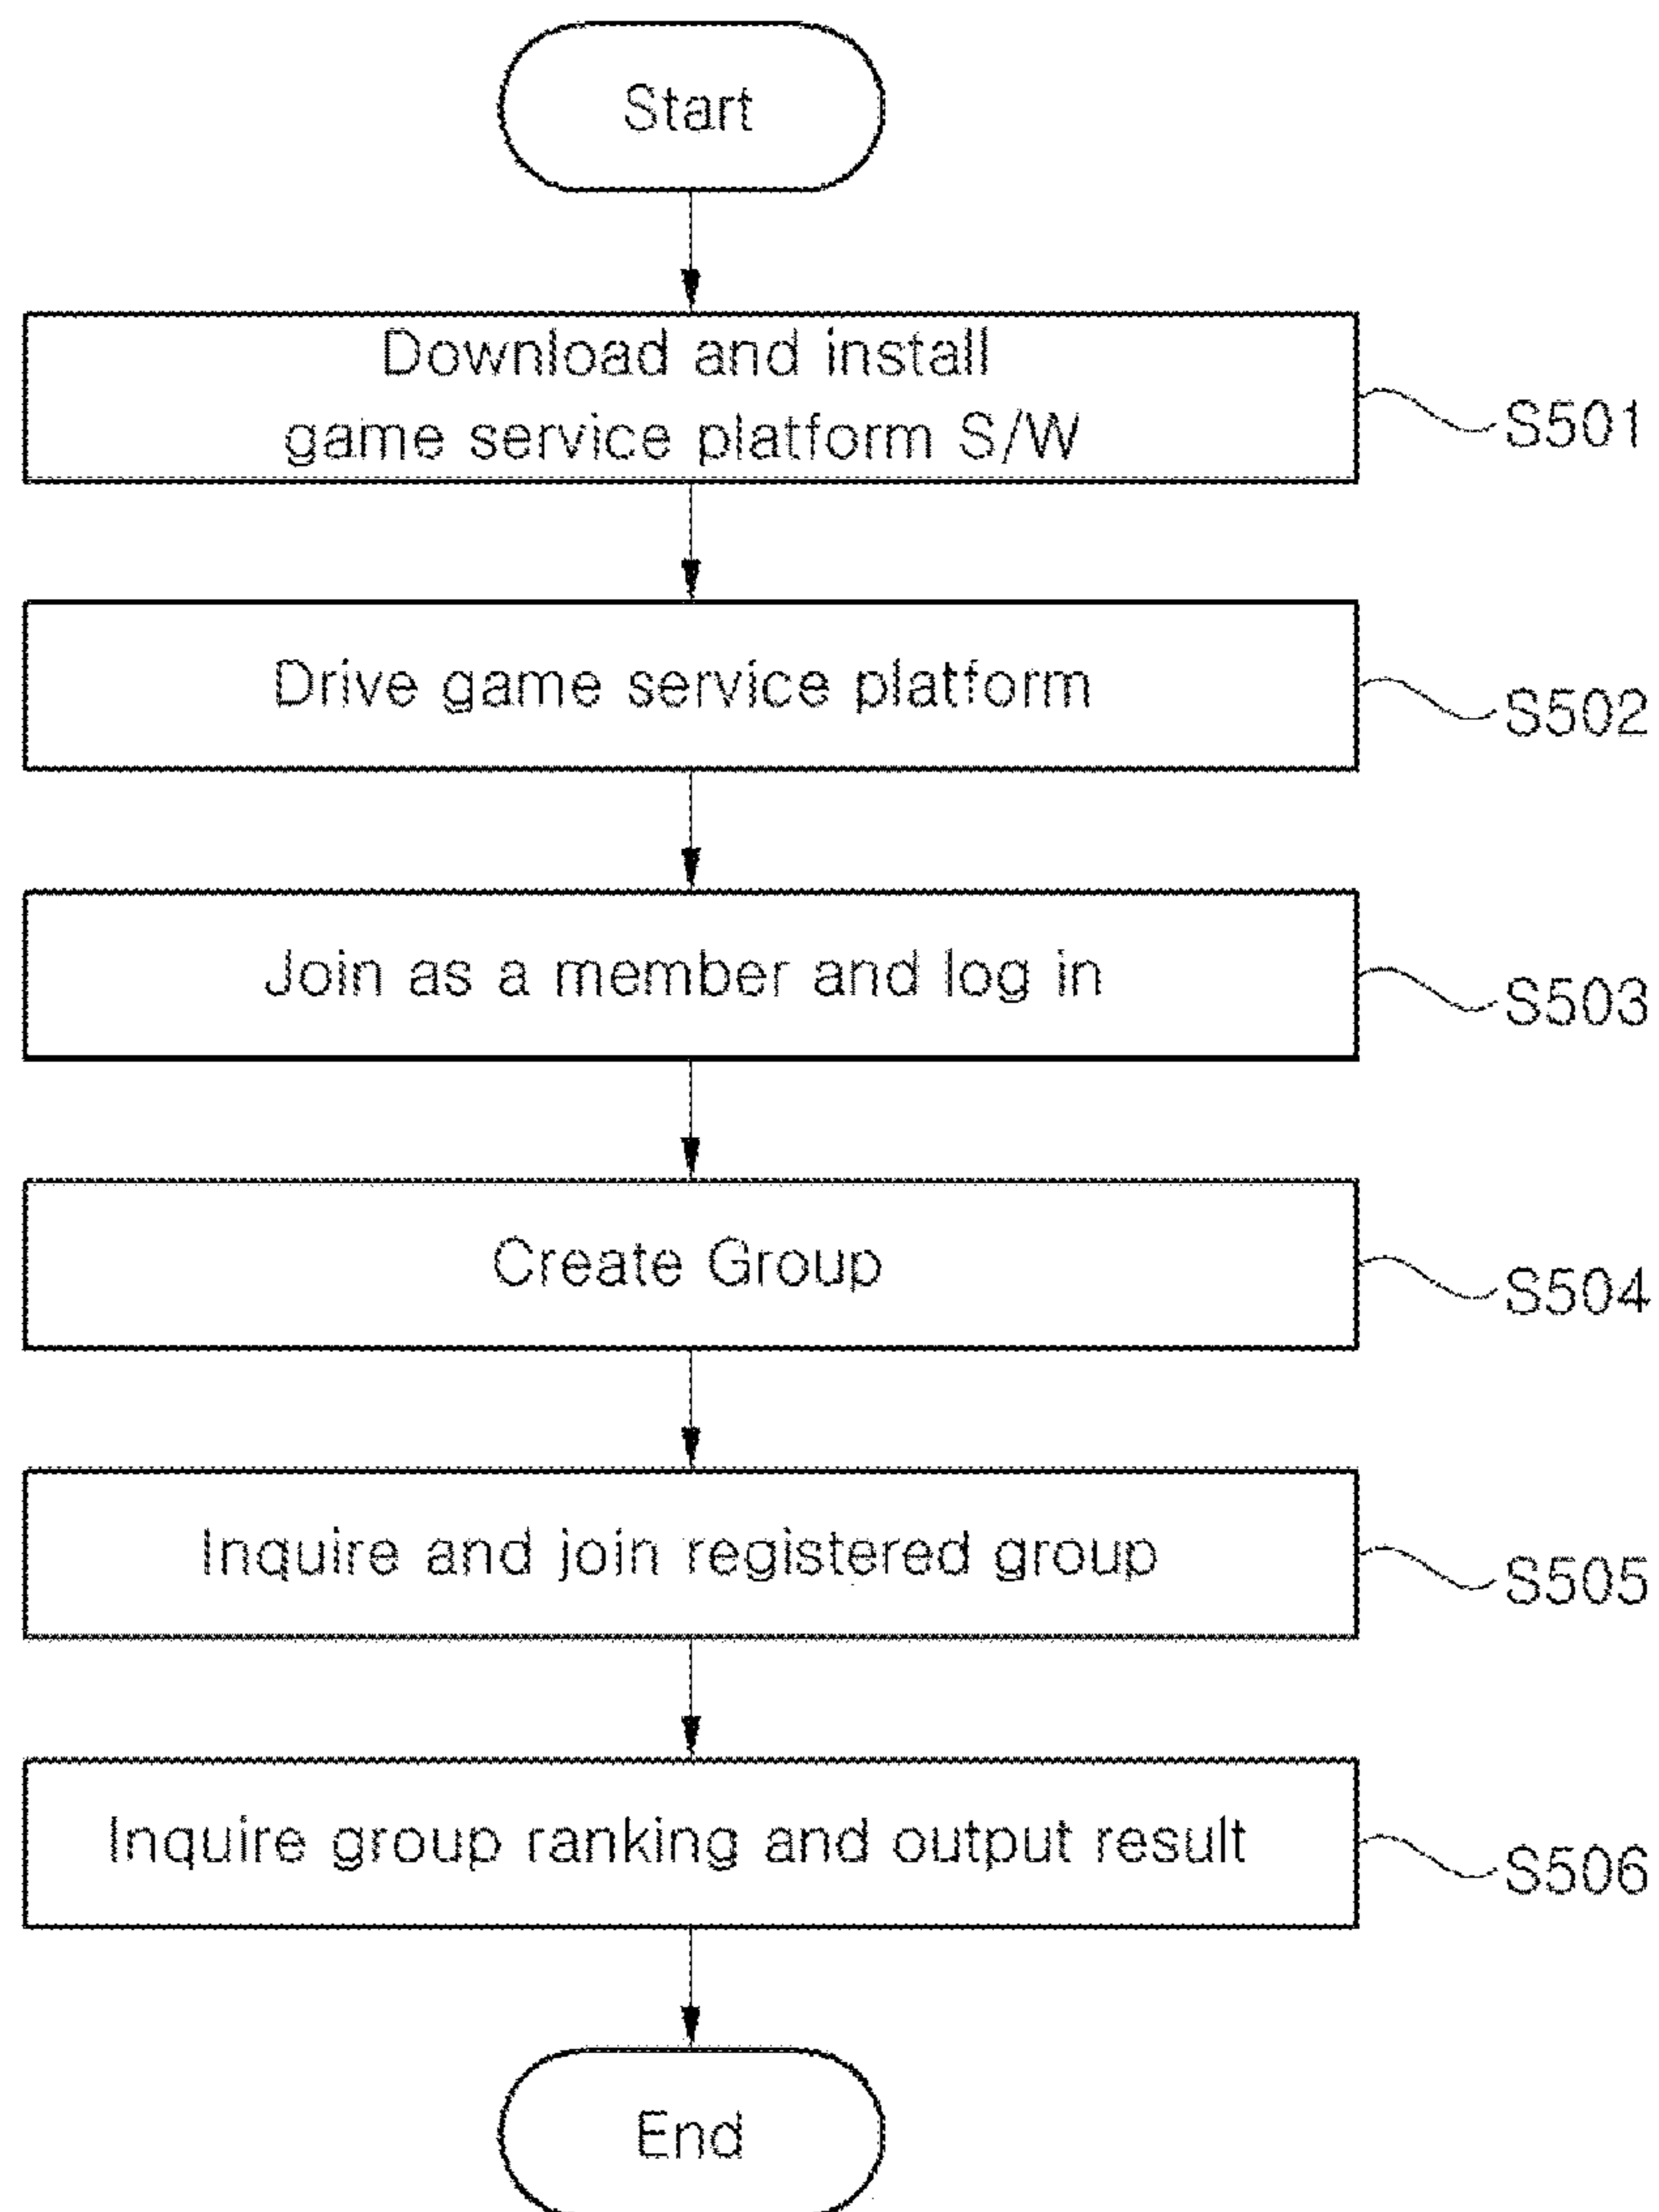 Start
Download and install
game service platform S/W
S501
Drive game service platform
S502
Join as a member and log in
S503
Create Group
S504
Inquire and join registered group
S505
Inquire group ranking and output result
S506
End